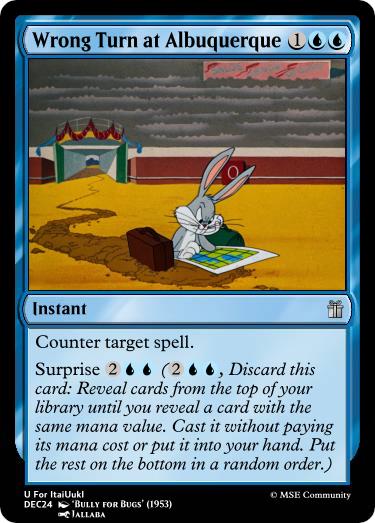 Wrong Turn at Albuquerque 1
Instant
Counter target spell.
Surprise 2 (2, Discard this
card: Reveal cards from the top of your
library until you reveal a card with the
same mana value. Cast it without paying
its mana cost or put it into your hand. Put
the rest on the bottom in a random order.)
U For ItaiUukI
DEC24 'BULLY FOR BUGS' (1953)
JALLABA
© MSE Community